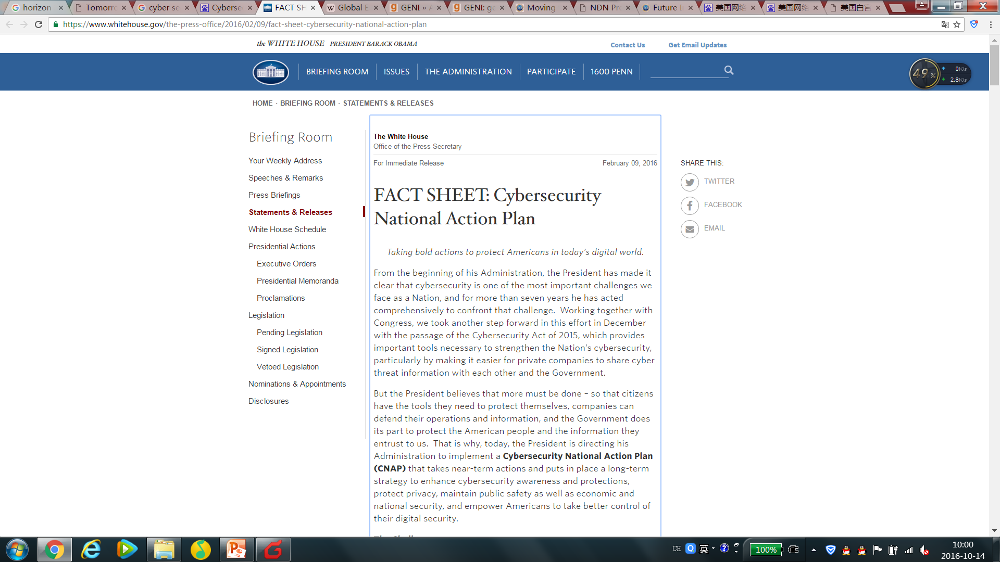 horizon
Tomorr
cyber se
Cyberse
FACT SH
Global E
GENI » A
GENI: ge
Moving
NDN Pr
Future I
美国网络
美国网络
美国白宫
https://www.whitehouse.gov/the-press-office/2016/02/09/fact-sheet-cybersecurity-national-action-plan
the WHITE HOUSE PRESIDENT BARACK OBAMA
Contact Us
Get Email Updates
BRIEFING ROOM
ISSUES
THE ADMINISTRATION
PARTICIPATE
1600 PENN
49%
0K/s
2.8K/s
HOME · BRIEFING ROOM · STATEMENTS & RELEASES
Briefing Room
Your Weekly Address
Speeches & Remarks
Press Briefings
Statements & Releases
White House Schedule
Presidential Actions
Executive Orders
Presidential Memoranda
Proclamations
Legislation
Pending Legislation
Signed Legislation
Vetoed Legislation
Nominations & Appointments
Disclosures
The White House
Office of the Press Secretary
For Immediate Release
February 09, 2016
FACT SHEET: Cybersecurity
National Action Plan
Taking bold actions to protect Americans in today’s digital world.
From the beginning of his Administration, the President has made it
clear that cybersecurity is one of the most important challenges we
face as a Nation, and for more than seven years he has acted
comprehensively to confront that challenge.  Working together with
Congress, we took another step forward in this effort in December
with the passage of the Cybersecurity Act of 2015, which provides
important tools necessary to strengthen the Nation’s cybersecurity,
particularly by making it easier for private companies to share cyber
threat information with each other and the Government.
But the President believes that more must be done – so that citizens
have the tools they need to protect themselves, companies can
defend their operations and information, and the Government does
its part to protect the American people and the information they
entrust to us.  That is why, today, the President is directing his
Administration to implement a Cybersecurity National Action Plan
(CNAP) that takes near-term actions and puts in place a long-term
strategy to enhance cybersecurity awareness and protections,
protect privacy, maintain public safety as well as economic and
national security, and empower Americans to take better control of
their digital security.
SHARE THIS:
TWITTER
FACEBOOK
EMAIL
CH
英
100%
10:00
2016-10-14